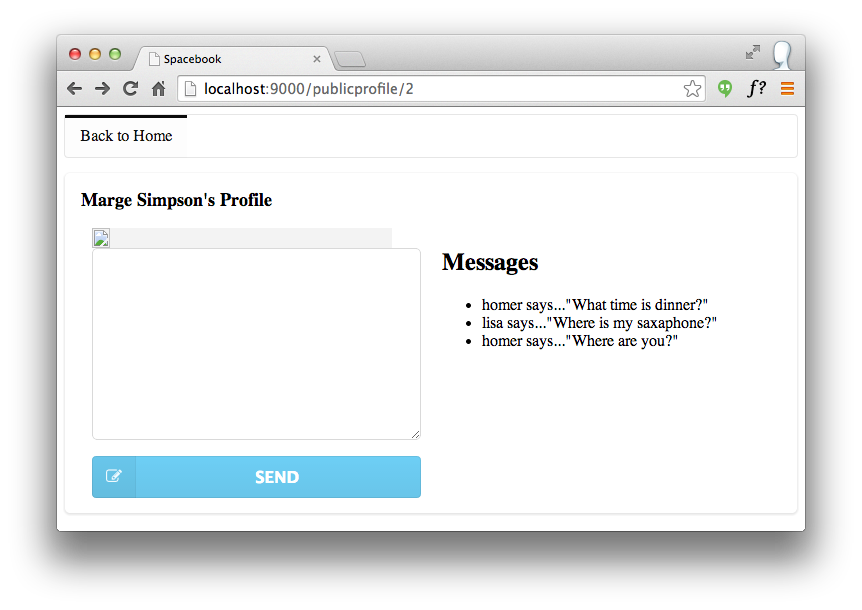 Spacebook
localhost:9000/publicprofile/2
f?
Back to Home
Marge Simpson's Profile
Messages
homer says..."What time is dinner?"
lisa says..."Where is my saxaphone?"
homer says..."Where are you?"
SEND